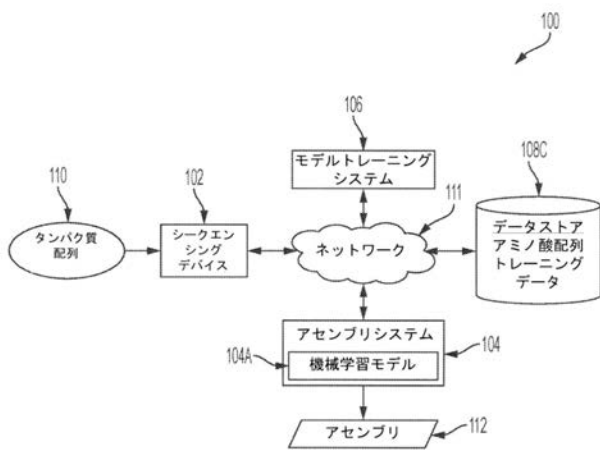 100
106
モデルトレーニング
システム
108C
110
102
111
タンパク質
配列
シークエン
シング
デバイス
ネットワーク
データストア
アミノ酸配列
トレーニング
データ
アセンブリシステム
104A
機械学習モデル
104
アセンブリ
112